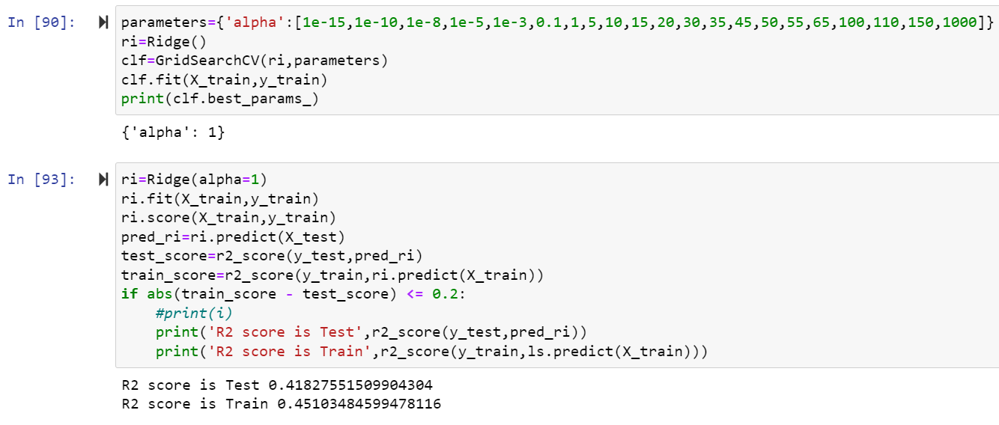 In [90]: parameters={'alpha':[1e-15,1e-10,1e-8,1e-5,1e-3,0.1,1,5,10,15,20,30,35,45,50,55,65,100,110,150,1000]}
ri=Ridge()
clf=GridSearchCV(ri,parameters)
clf.fit(X_train,y_train)
print(clf.best_params_)
{'alpha': 1}
In [93]: ri=Ridge(alpha=1)
ri.fit(X_train,y_train)
ri.score(X_train,y_train)
pred_ri=ri.predict(X_test)
test_score=r2_score(y_test,pred_ri)
train_score=r2_score(y_train,ri.predict(X_train))
if abs(train_score - test_score) <= 0.2:
    #print(i)
    print('R2 score is Test',r2_score(y_test,pred_ri))
    print('R2 score is Train',r2_score(y_train,ls.predict(X_train)))
R2 score is Test 0.41827551509904304
R2 score is Train 0.45103484599478116